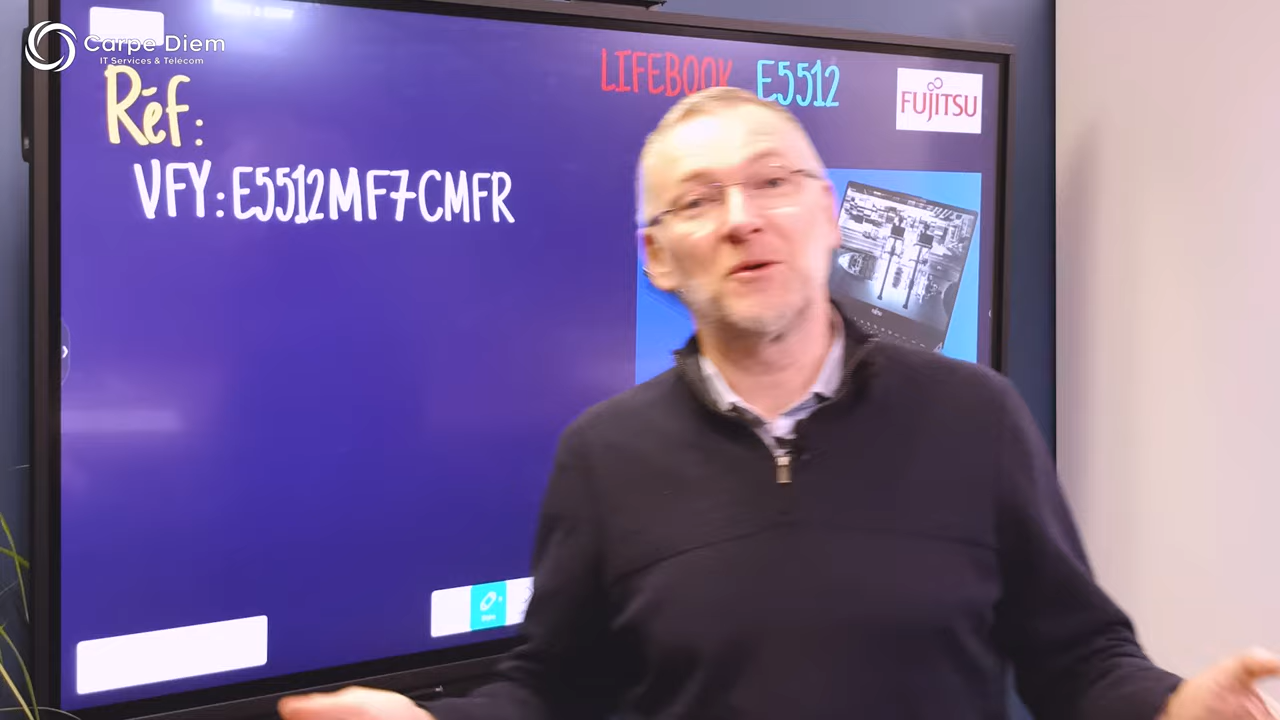 Carpe Diem
IT Services & Telecom
LIFEBOOK E5512
FUJITSU
Réf:
VFY:E5512MF7CMFR